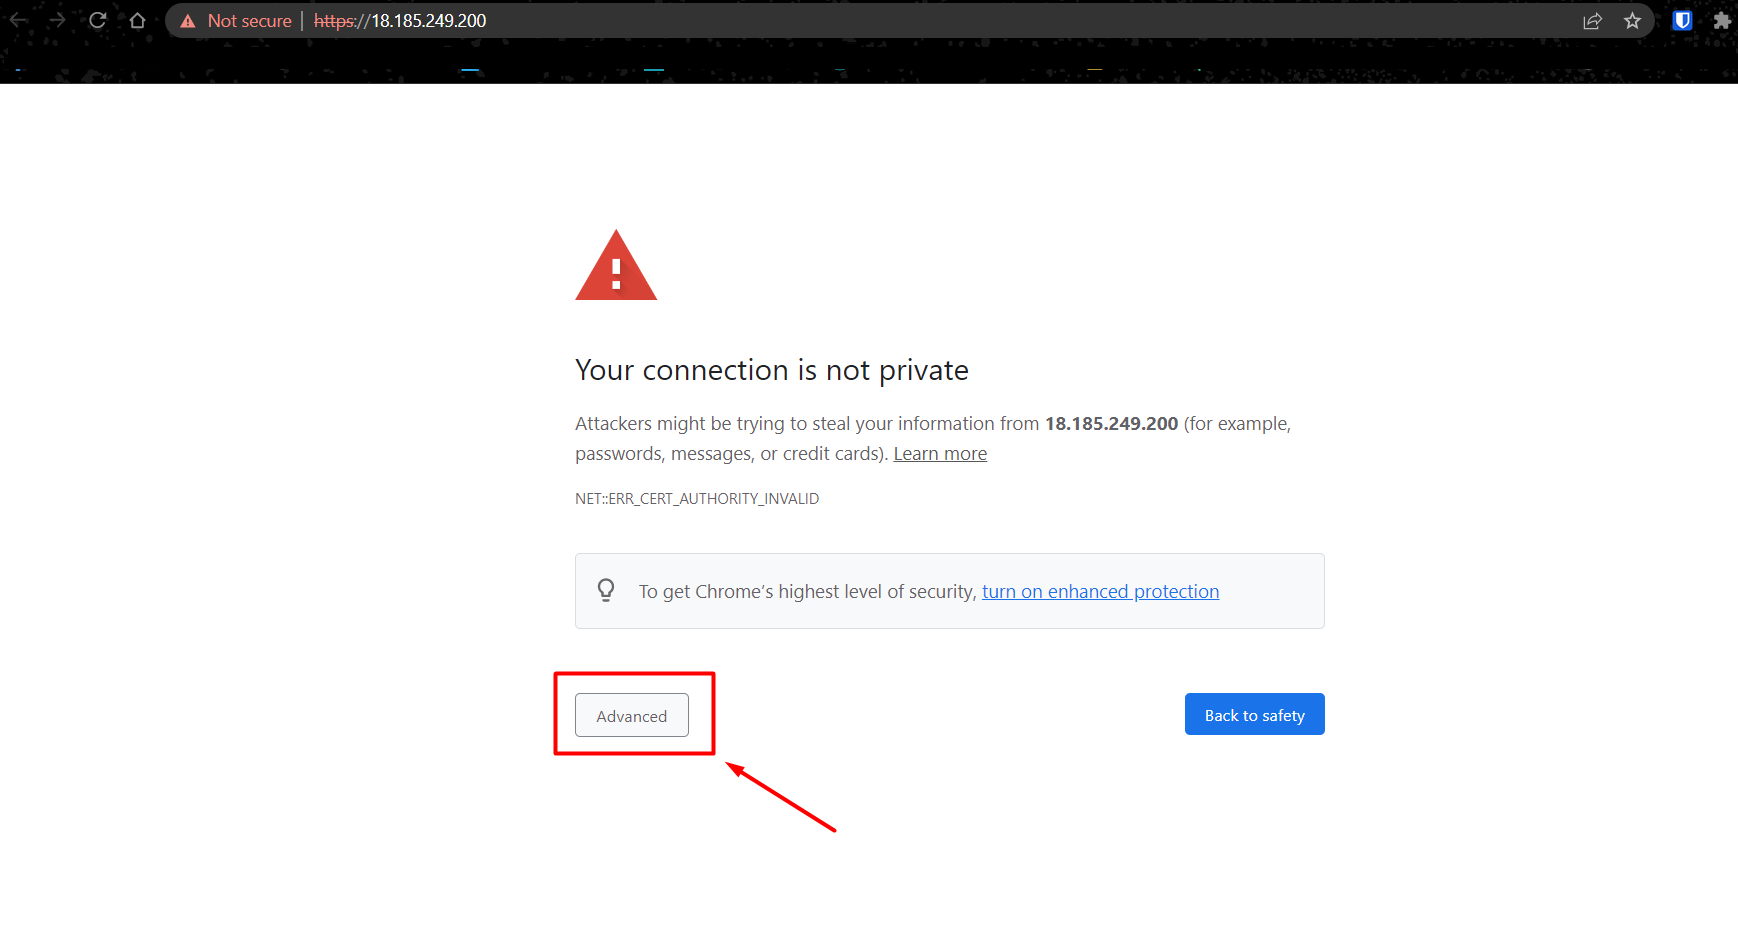 Not secure | https://18.185.249.200
Your connection is not private
Attackers might be trying to steal your information from 18.185.249.200 (for example,
passwords, messages, or credit cards). Learn more
NET::ERR_CERT_AUTHORITY_INVALID
To get Chrome’s highest level of security, turn on enhanced protection
Advanced
Back to safety